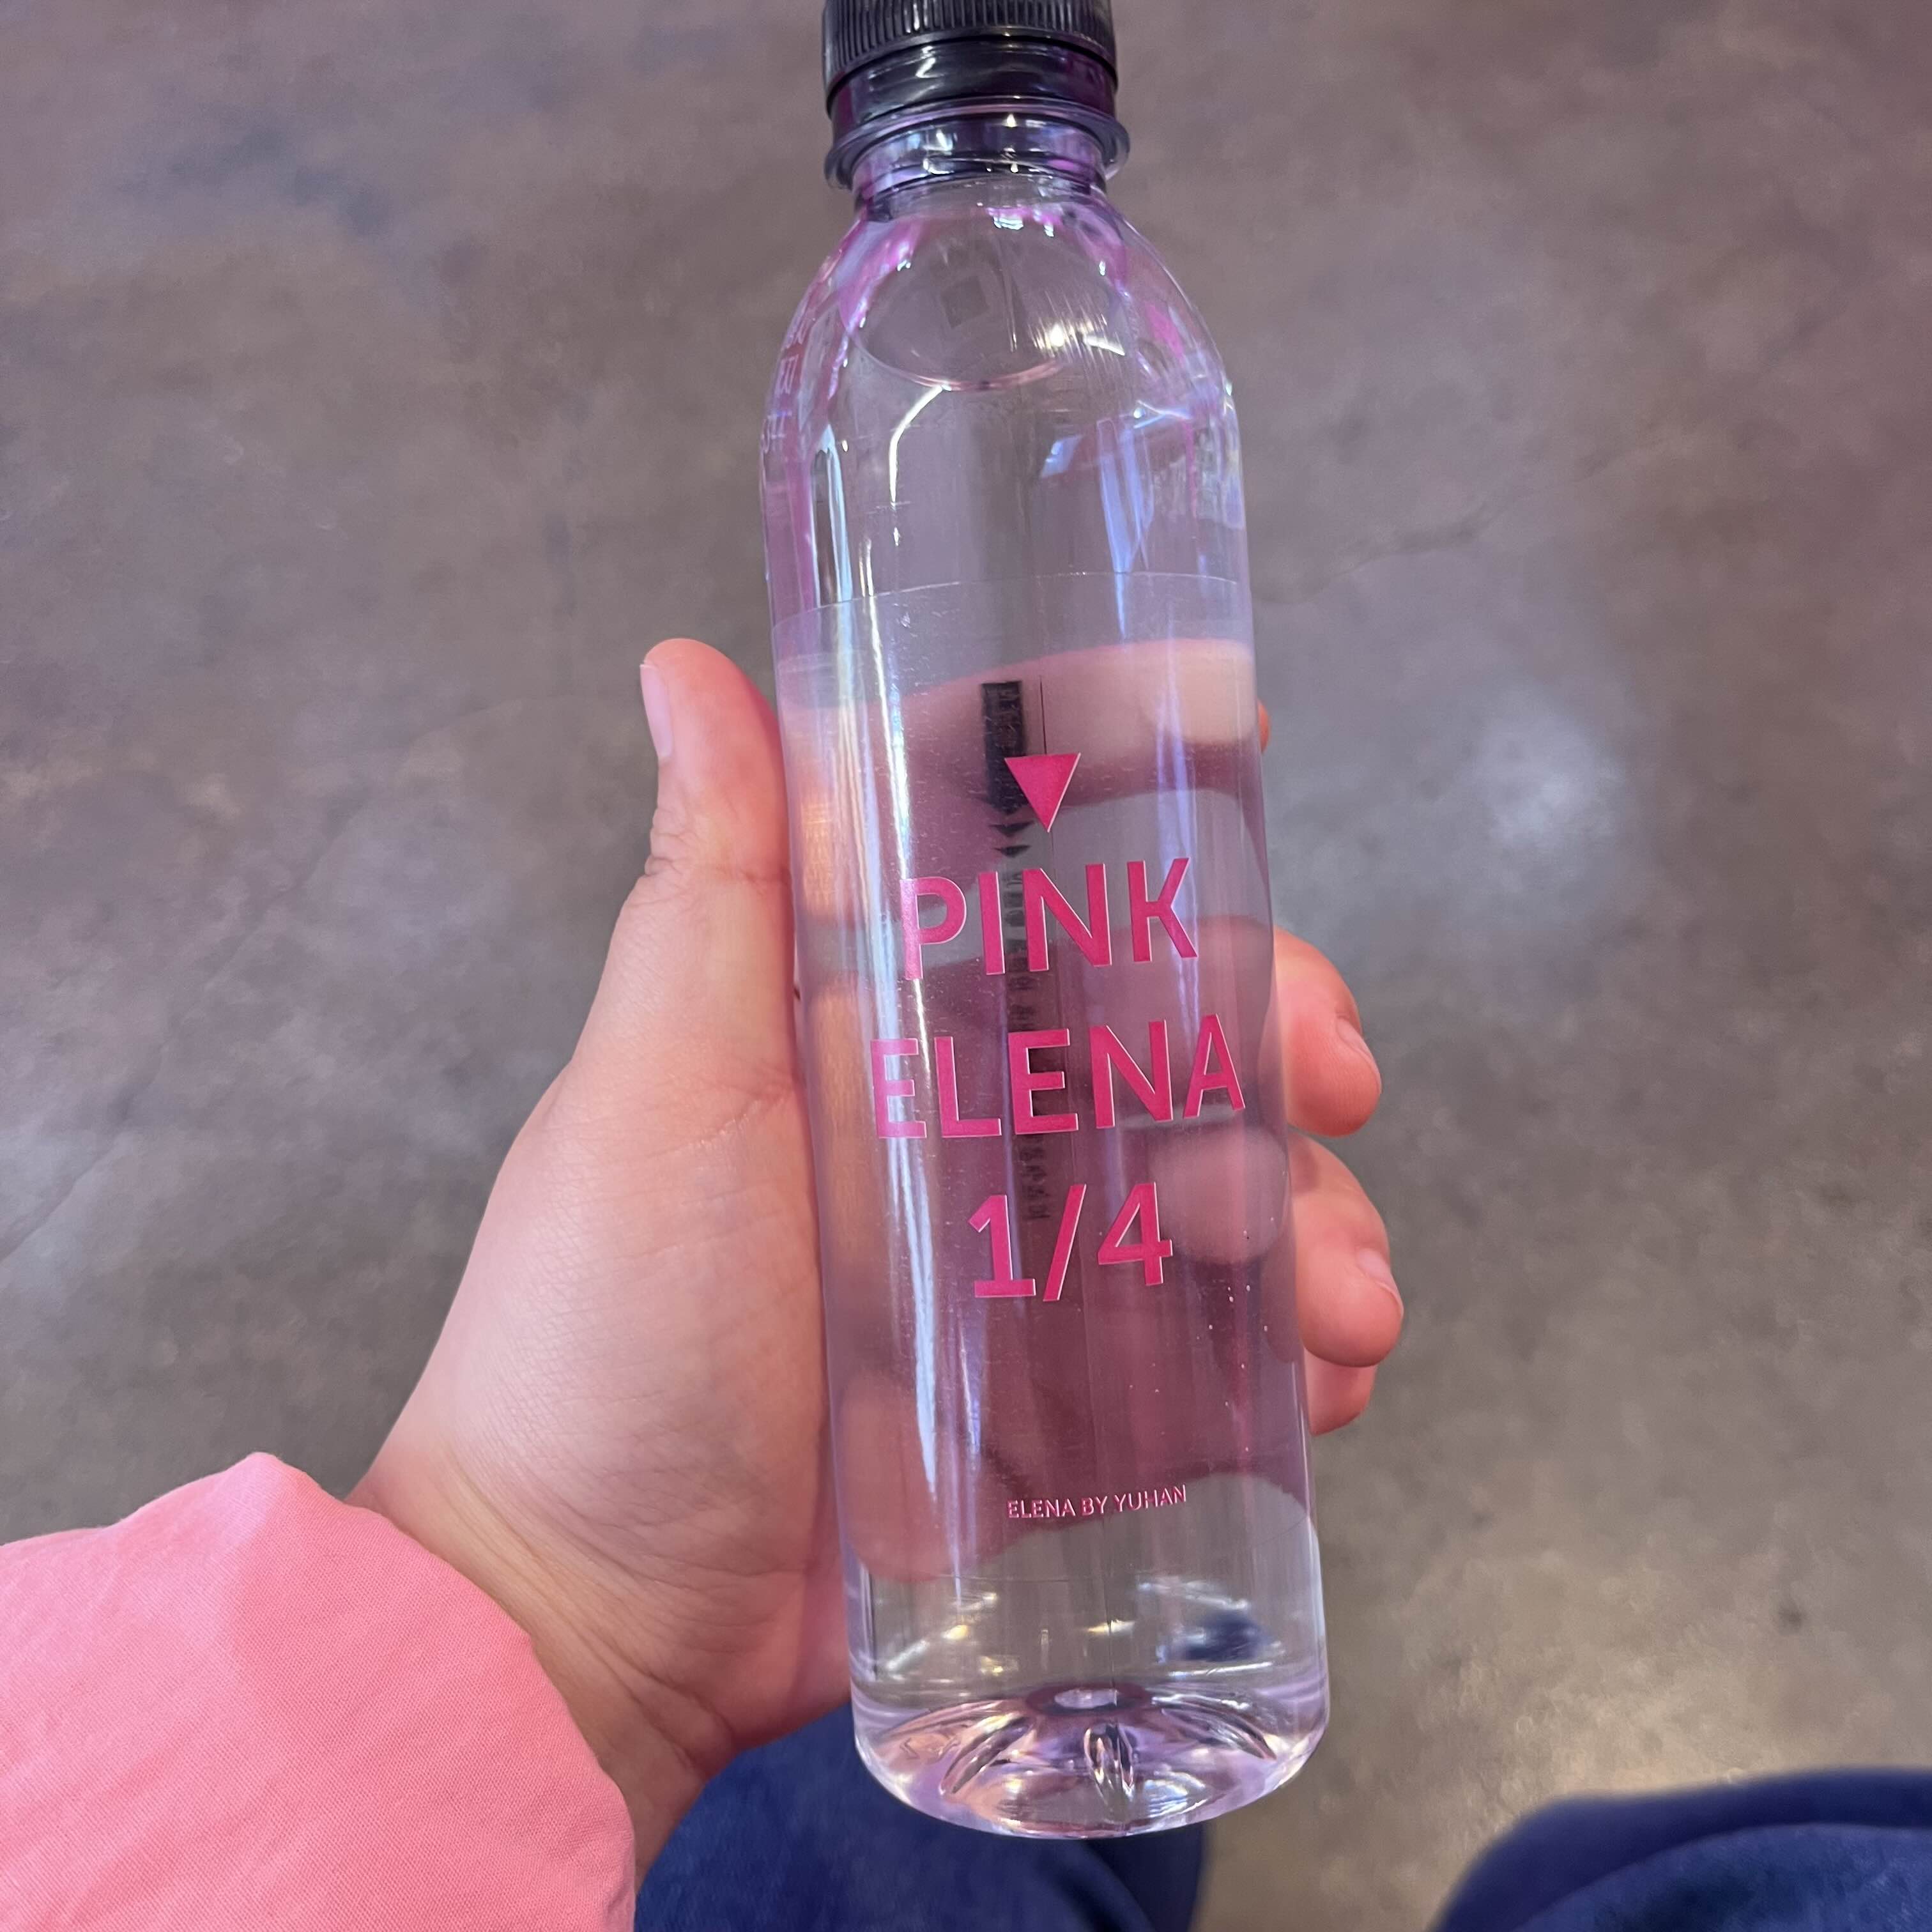 PINK
ELENA
1/4
ELENA BY YUHAN